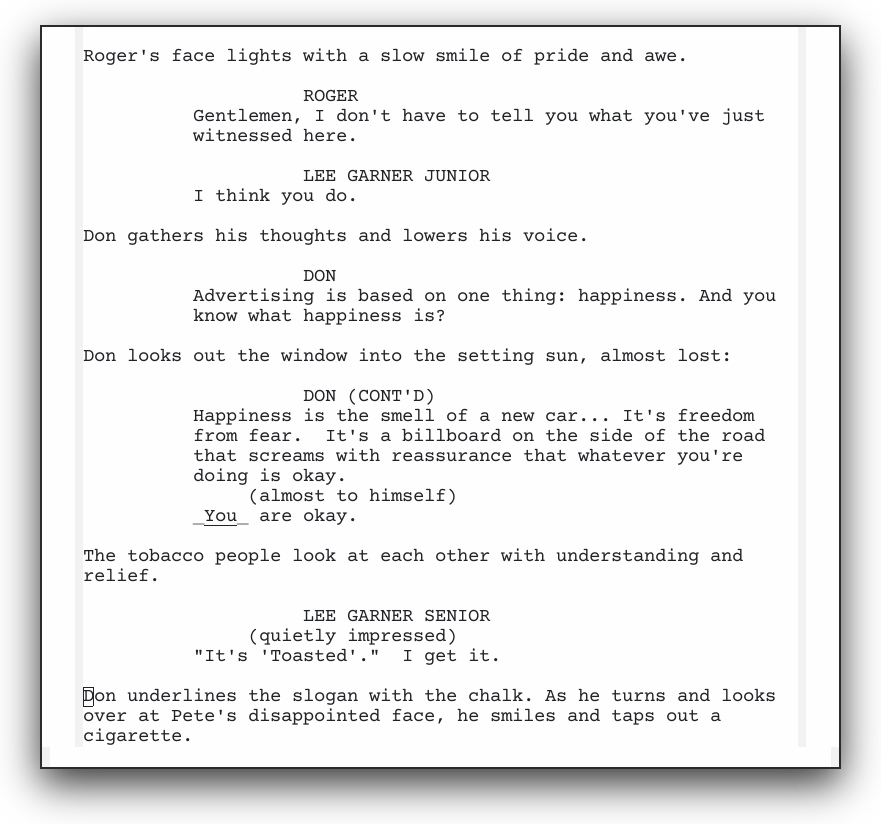 Roger's face lights with a slow smile of pride and awe.
ROGER
Gentlemen, I don't have to tell you what you've just
witnessed here.
LEE GARNER JUNIOR
I think you do.
Don gathers his thoughts and lowers his voice.
DON
Advertising is based on one thing: happiness. And you
know what happiness is?
Don looks out the window into the setting sun, almost lost:
DON (CONT'D)
Happiness is the smell of a new car... It's freedom
from fear.  It's a billboard on the side of the road
that screams with reassurance that whatever you're
doing is okay.
(almost to himself)
_You_ are okay.
The tobacco people look at each other with understanding and
relief.
LEE GARNER SENIOR
(quietly impressed)
"It's 'Toasted'."  I get it.
Don underlines the slogan with the chalk. As he turns and looks
over at Pete's disappointed face, he smiles and taps out a
cigarette.